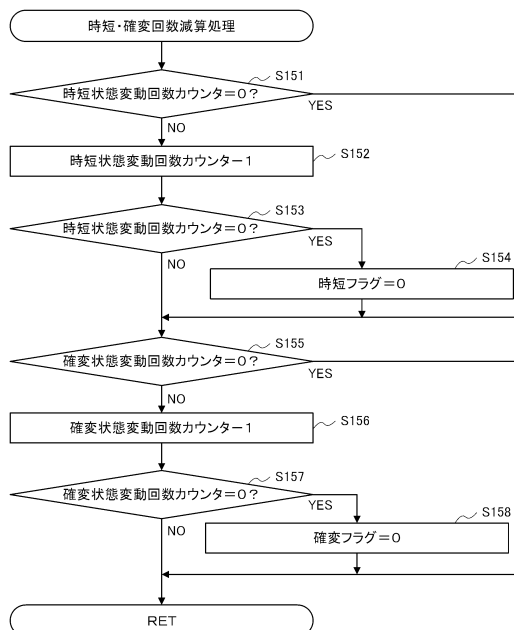 時短・確変回数減算処理
S151
時短状態変動回数カウンタ=0?
YES
NO
S152
時短状態変動回数カウンタ－1
S153
時短状態変動回数カウンタ=0?
YES
NO
S154
時短フラグ=0
S155
確変状態変動回数カウンタ=0?
YES
NO
S156
確変状態変動回数カウンタ－1
S157
確変状態変動回数カウンタ=0?
YES
NO
S158
確変フラグ=0
RET